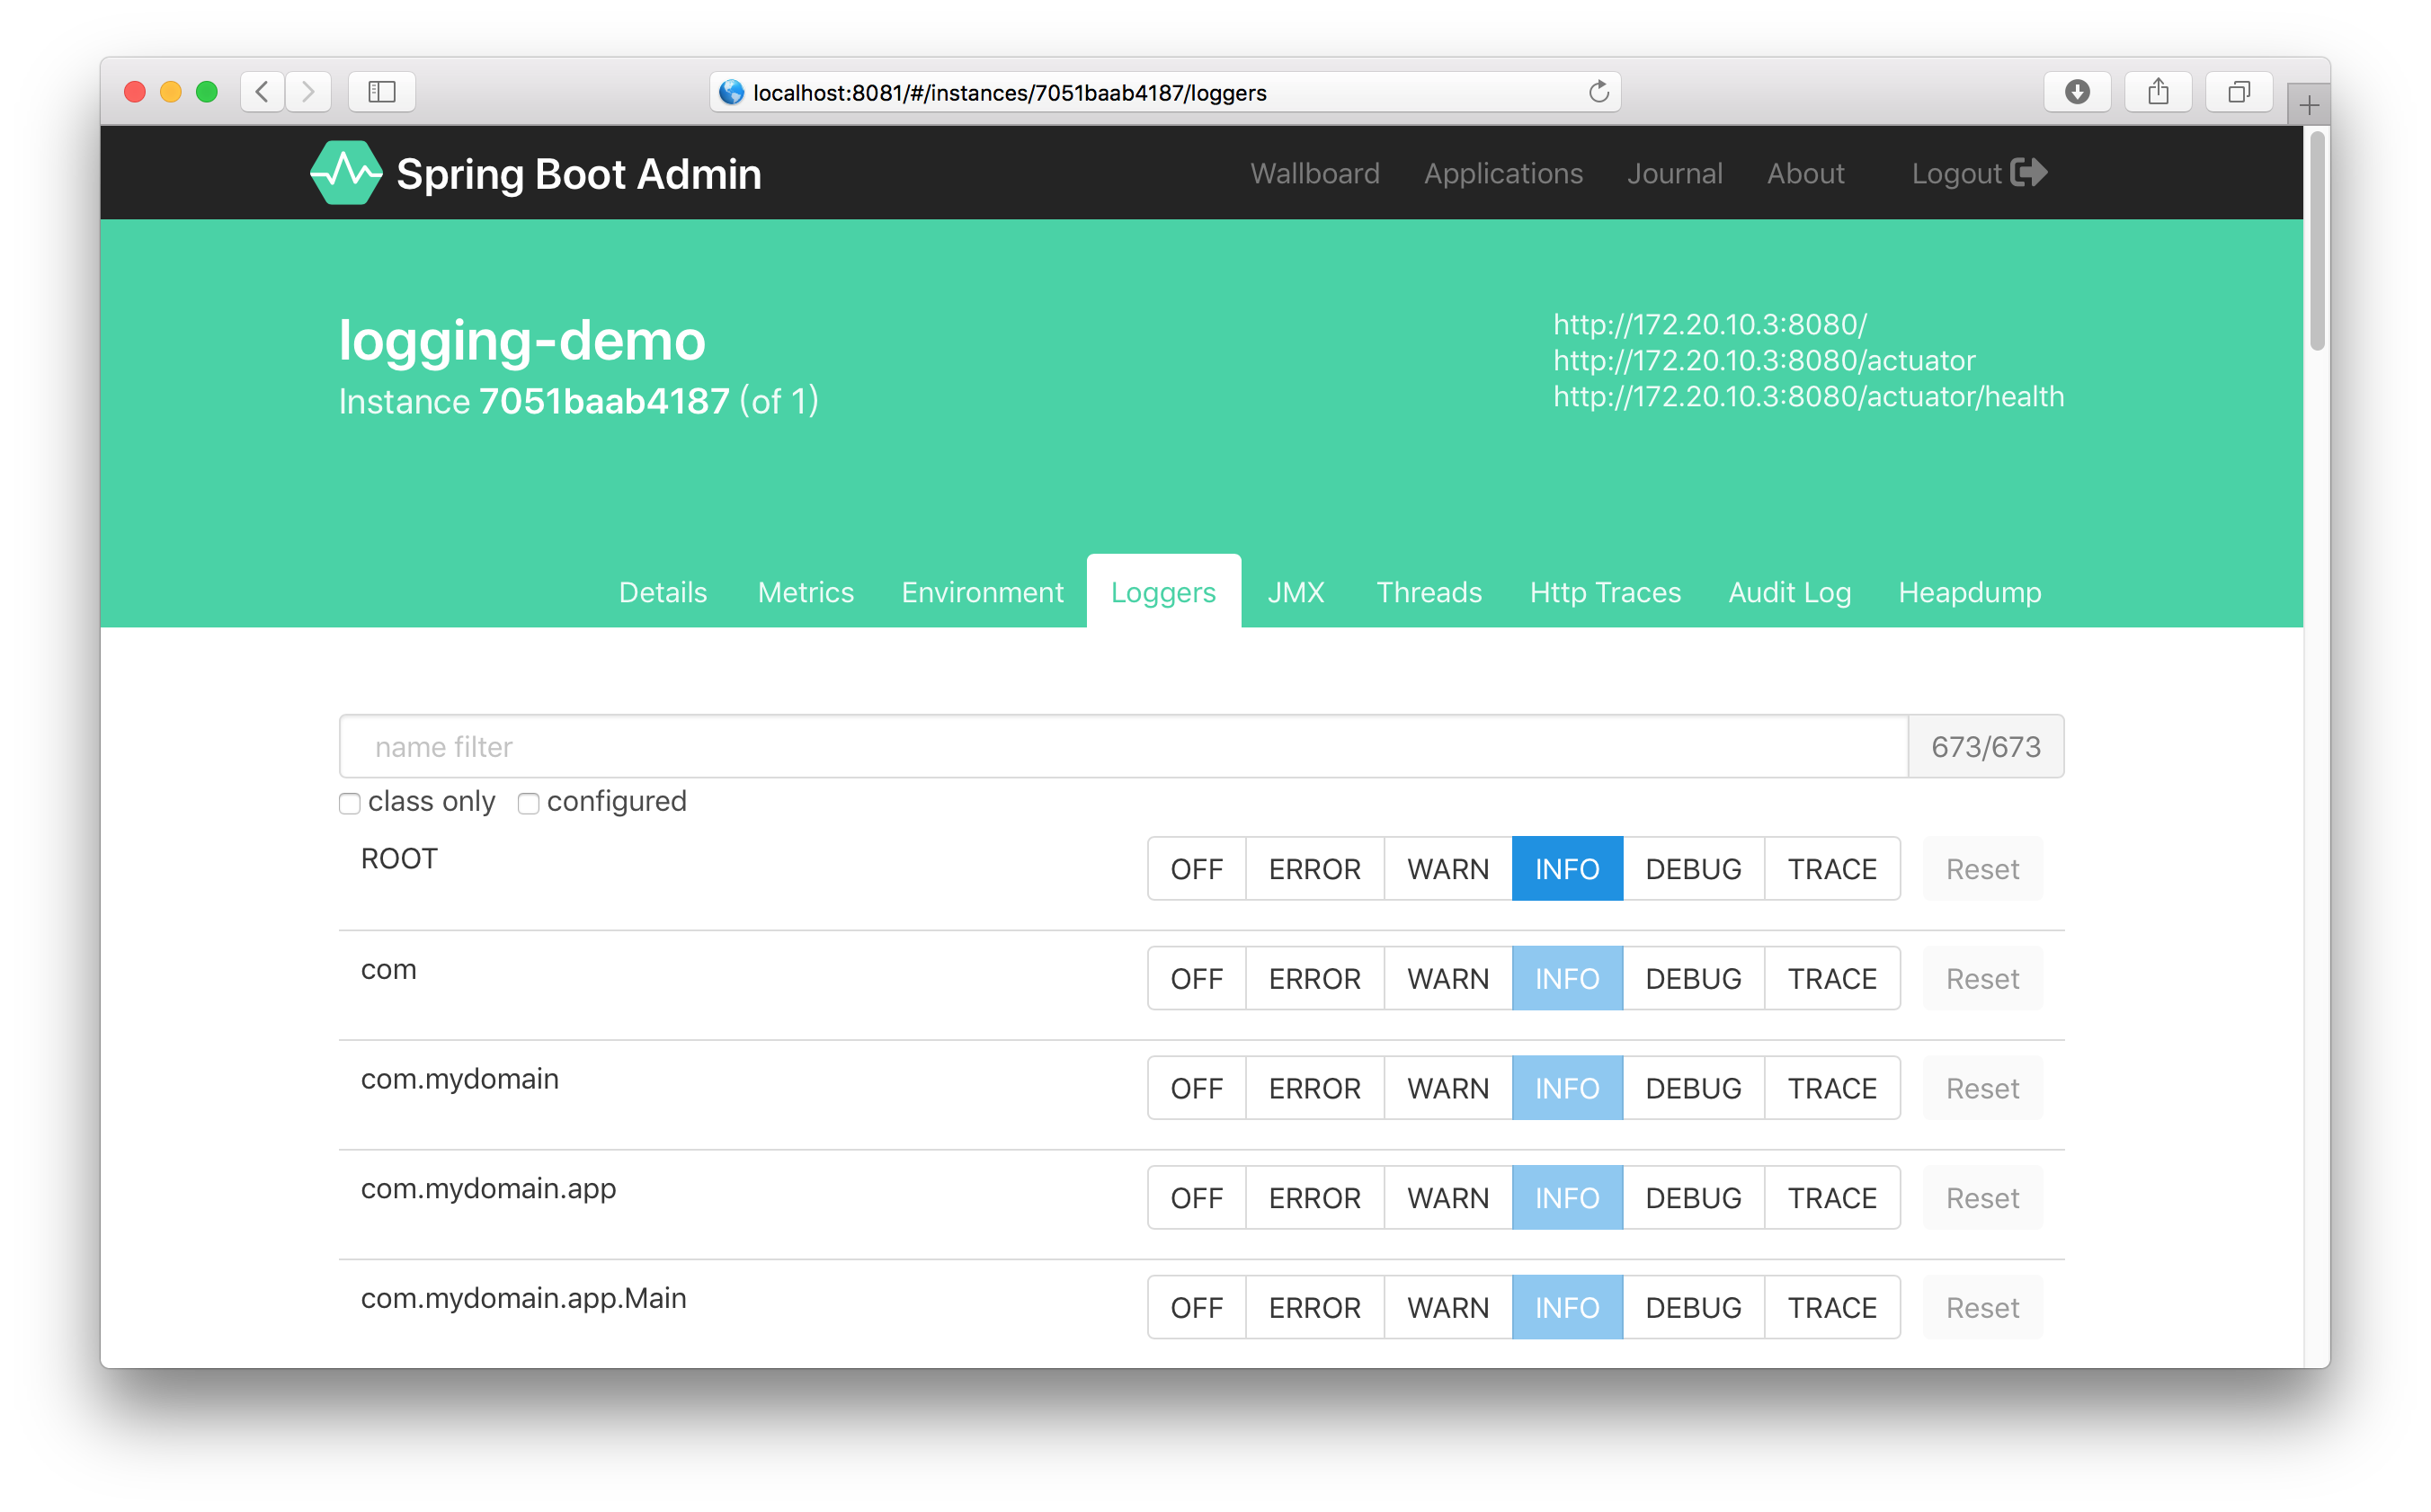 localhost:8081/#/instances/7051baab4187/loggers
Spring Boot Admin Wallboard Applications Journal About Logout
logging-demo
Instance 7051baab4187 (of 1)
http://172.20.10.3:8080/
http://172.20.10.3:8080/actuator
http://172.20.10.3:8080/actuator/health
Details Metrics Environment Loggers JMX Threads Http Traces Audit Log Heapdump
name filter 673/673
class only configured
ROOT OFF ERROR WARN INFO DEBUG TRACE Reset
com OFF ERROR WARN INFO DEBUG TRACE Reset
com.mydomain OFF ERROR WARN INFO DEBUG TRACE Reset
com.mydomain.app OFF ERROR WARN INFO DEBUG TRACE Reset
com.mydomain.app.Main OFF ERROR WARN INFO DEBUG TRACE Reset